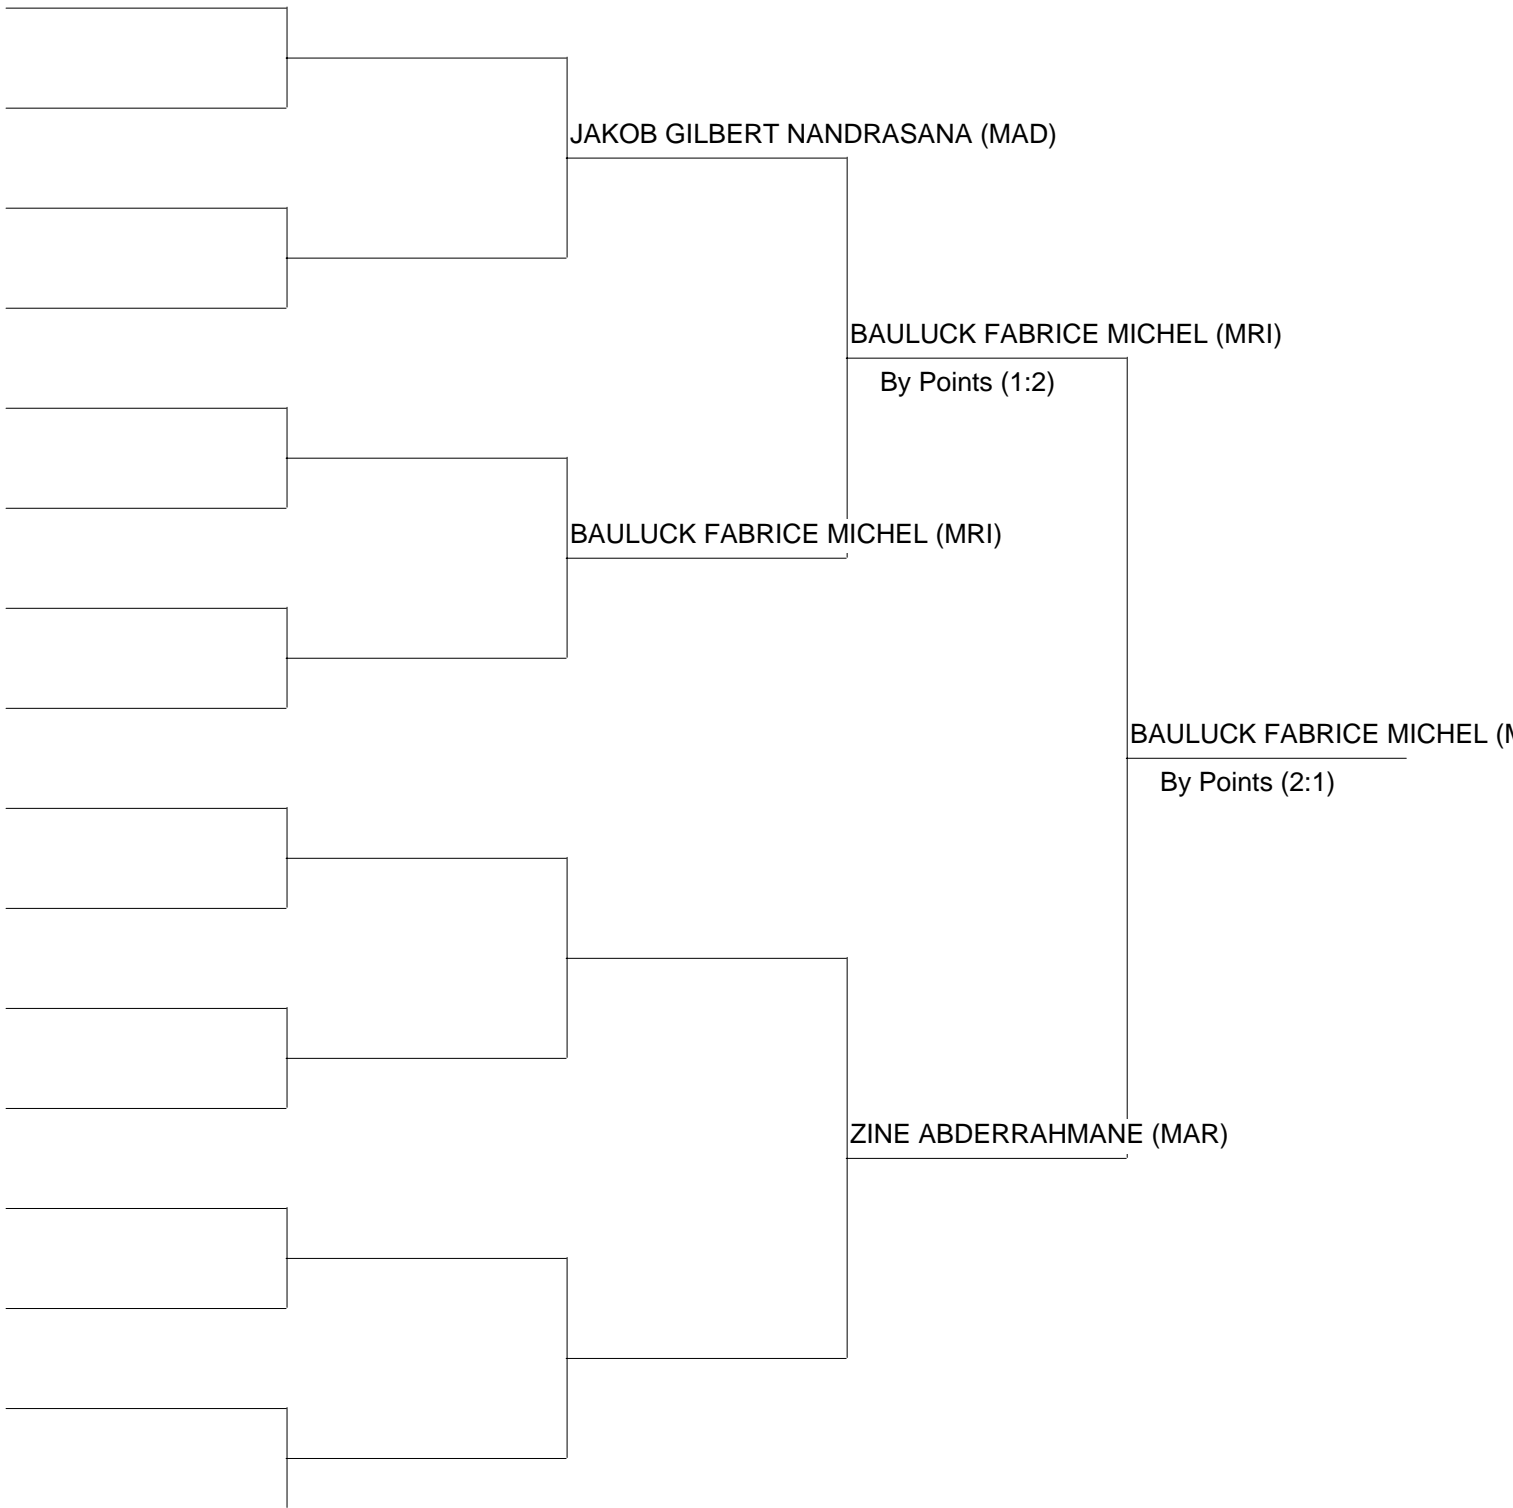 JAKOB GILBERT NANDRASANA (MAD)
BAULUCK FABRICE MICHEL (MRI)
By Points (1:2)
BAULUCK FABRICE MICHEL (MRI)
BAULUCK FABRICE MICHEL (
By Points (2:1)
ZINE ABDERRAHMANE (MAR)